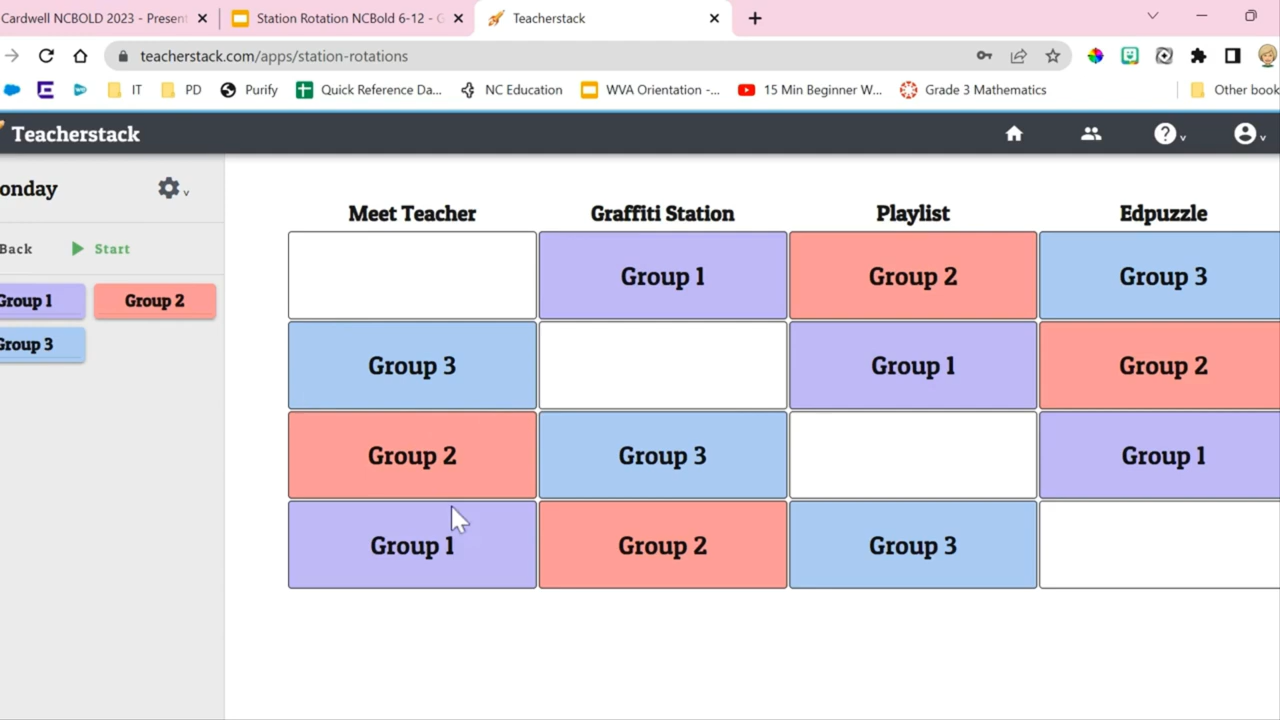 Cardwell NCBOLD 2023 - Present
Station Rotation NCBold 6-12 - G
Teacherstack
teacherstack.com/apps/station-rotations
IT
PD
Purify
Quick Reference Da...
NC Education
WVA Orientation -...
15 Min Beginner W...
Grade 3 Mathematics
Other book
Teacherstack
onday
Back
Start
Group 1
Group 2
Group 3
Meet Teacher
Graffiti Station
Playlist
Edpuzzle
Group 1
Group 2
Group 3
Group 3
Group 1
Group 2
Group 2
Group 3
Group 1
Group 1
Group 2
Group 3